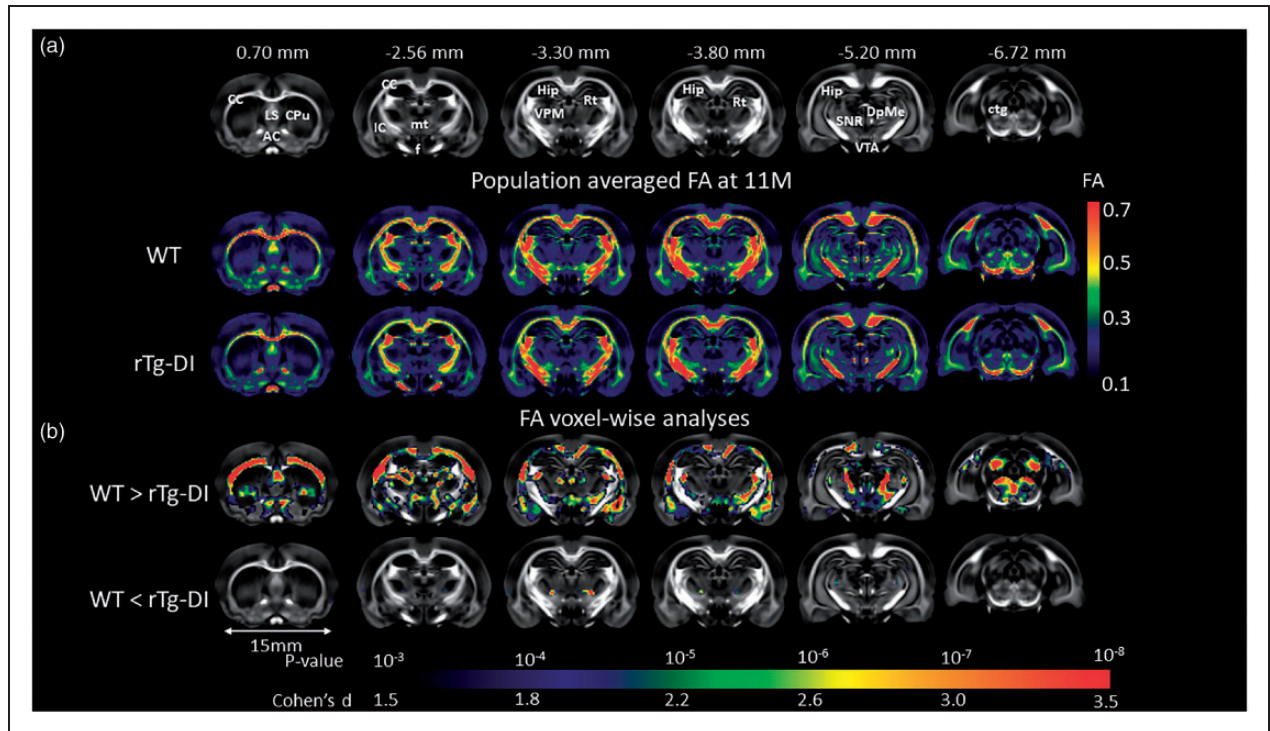 (a)
0.70 mm -2.56 mm -3.30 mm -3.80 mm -5.20 mm -6.72 mm
CC LS CPu AC
CC IC mt f
Hip Rt VPM
Hip Rt
Hip SNR DpMe VTA
ctg
Population averaged FA at 11M
FA
WT
0.7
0.5
0.3
0.1
rTg-DI
(b)
FA voxel-wise analyses
WT > rTg-DI
WT < rTg-DI
15mm
P-value 10-3 10-4 10-5 10-6 10-7 10-8
Cohen's d 1.5 1.8 2.2 2.6 3.0 3.5